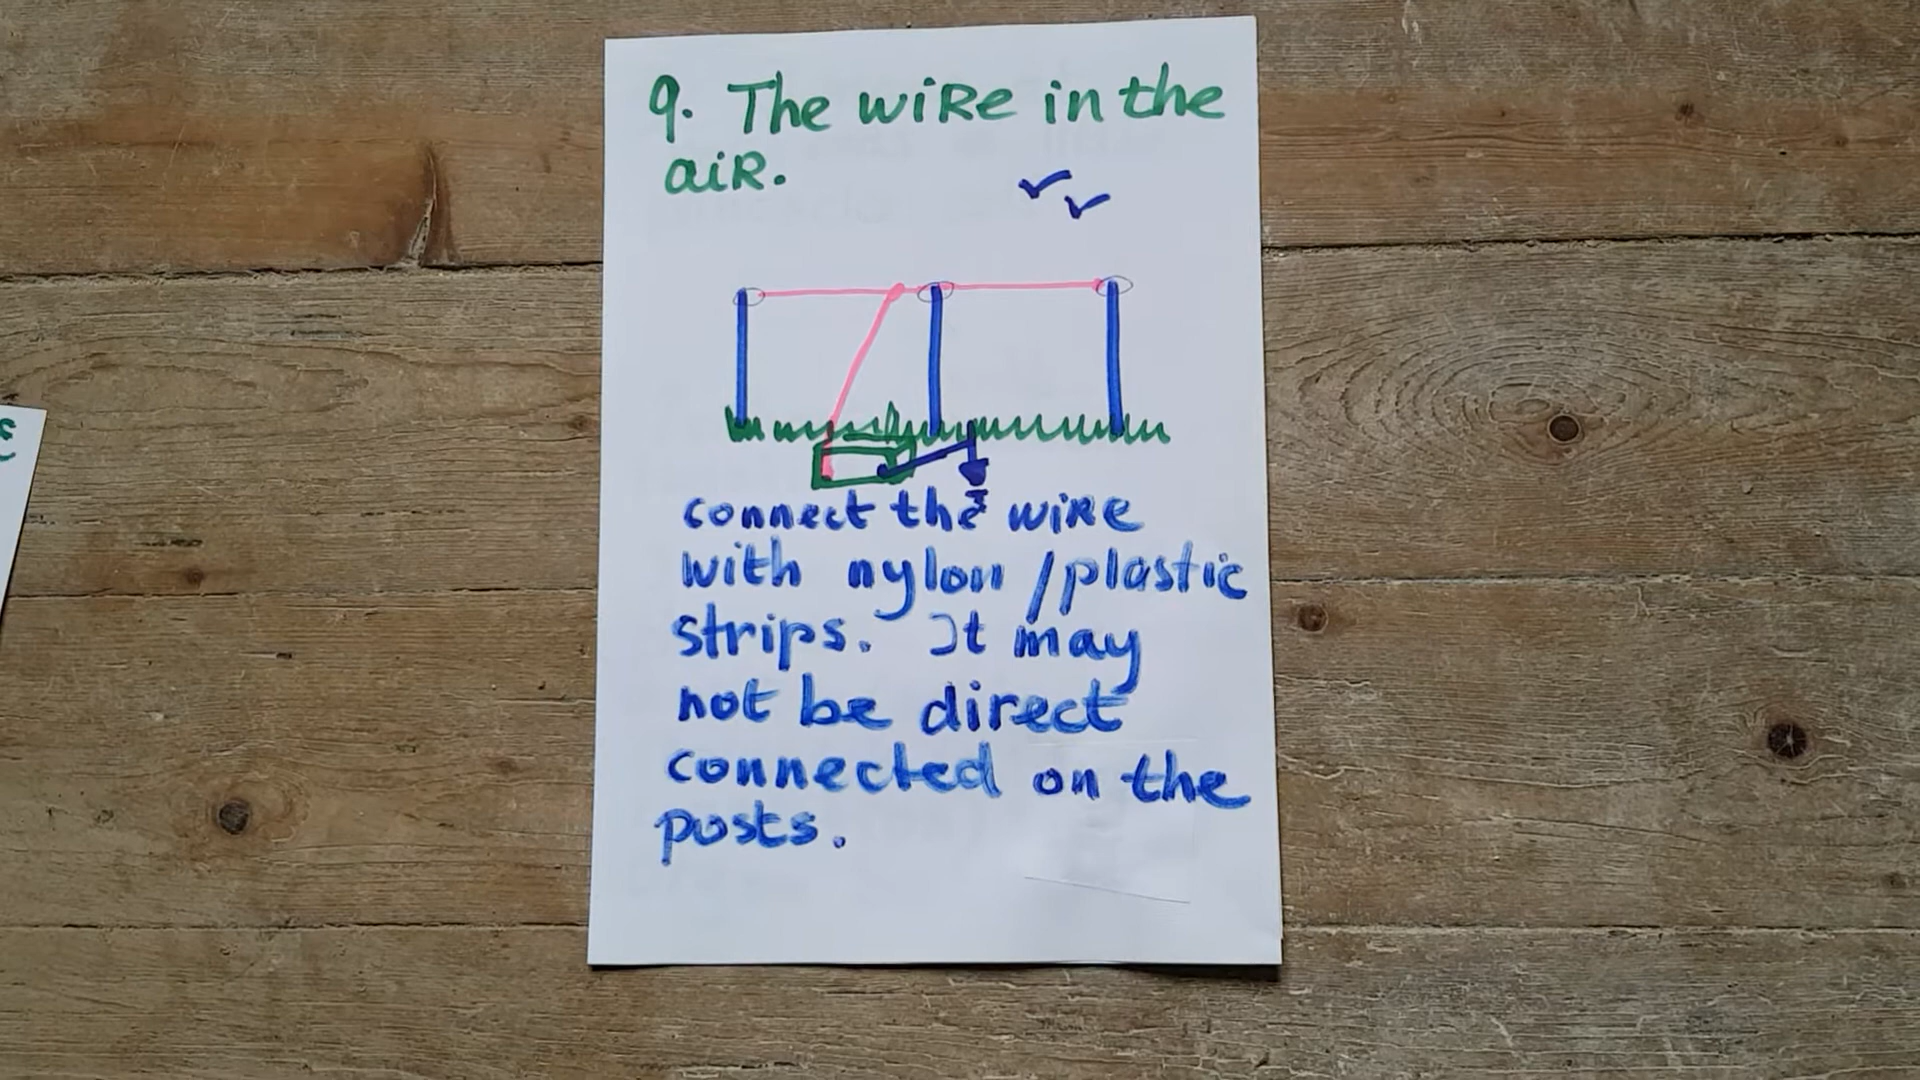 9. The wiRe in the
aiR.
connect the wiRe
with nylon /plastic
strips. It may
not be direct
connected on the
posts.